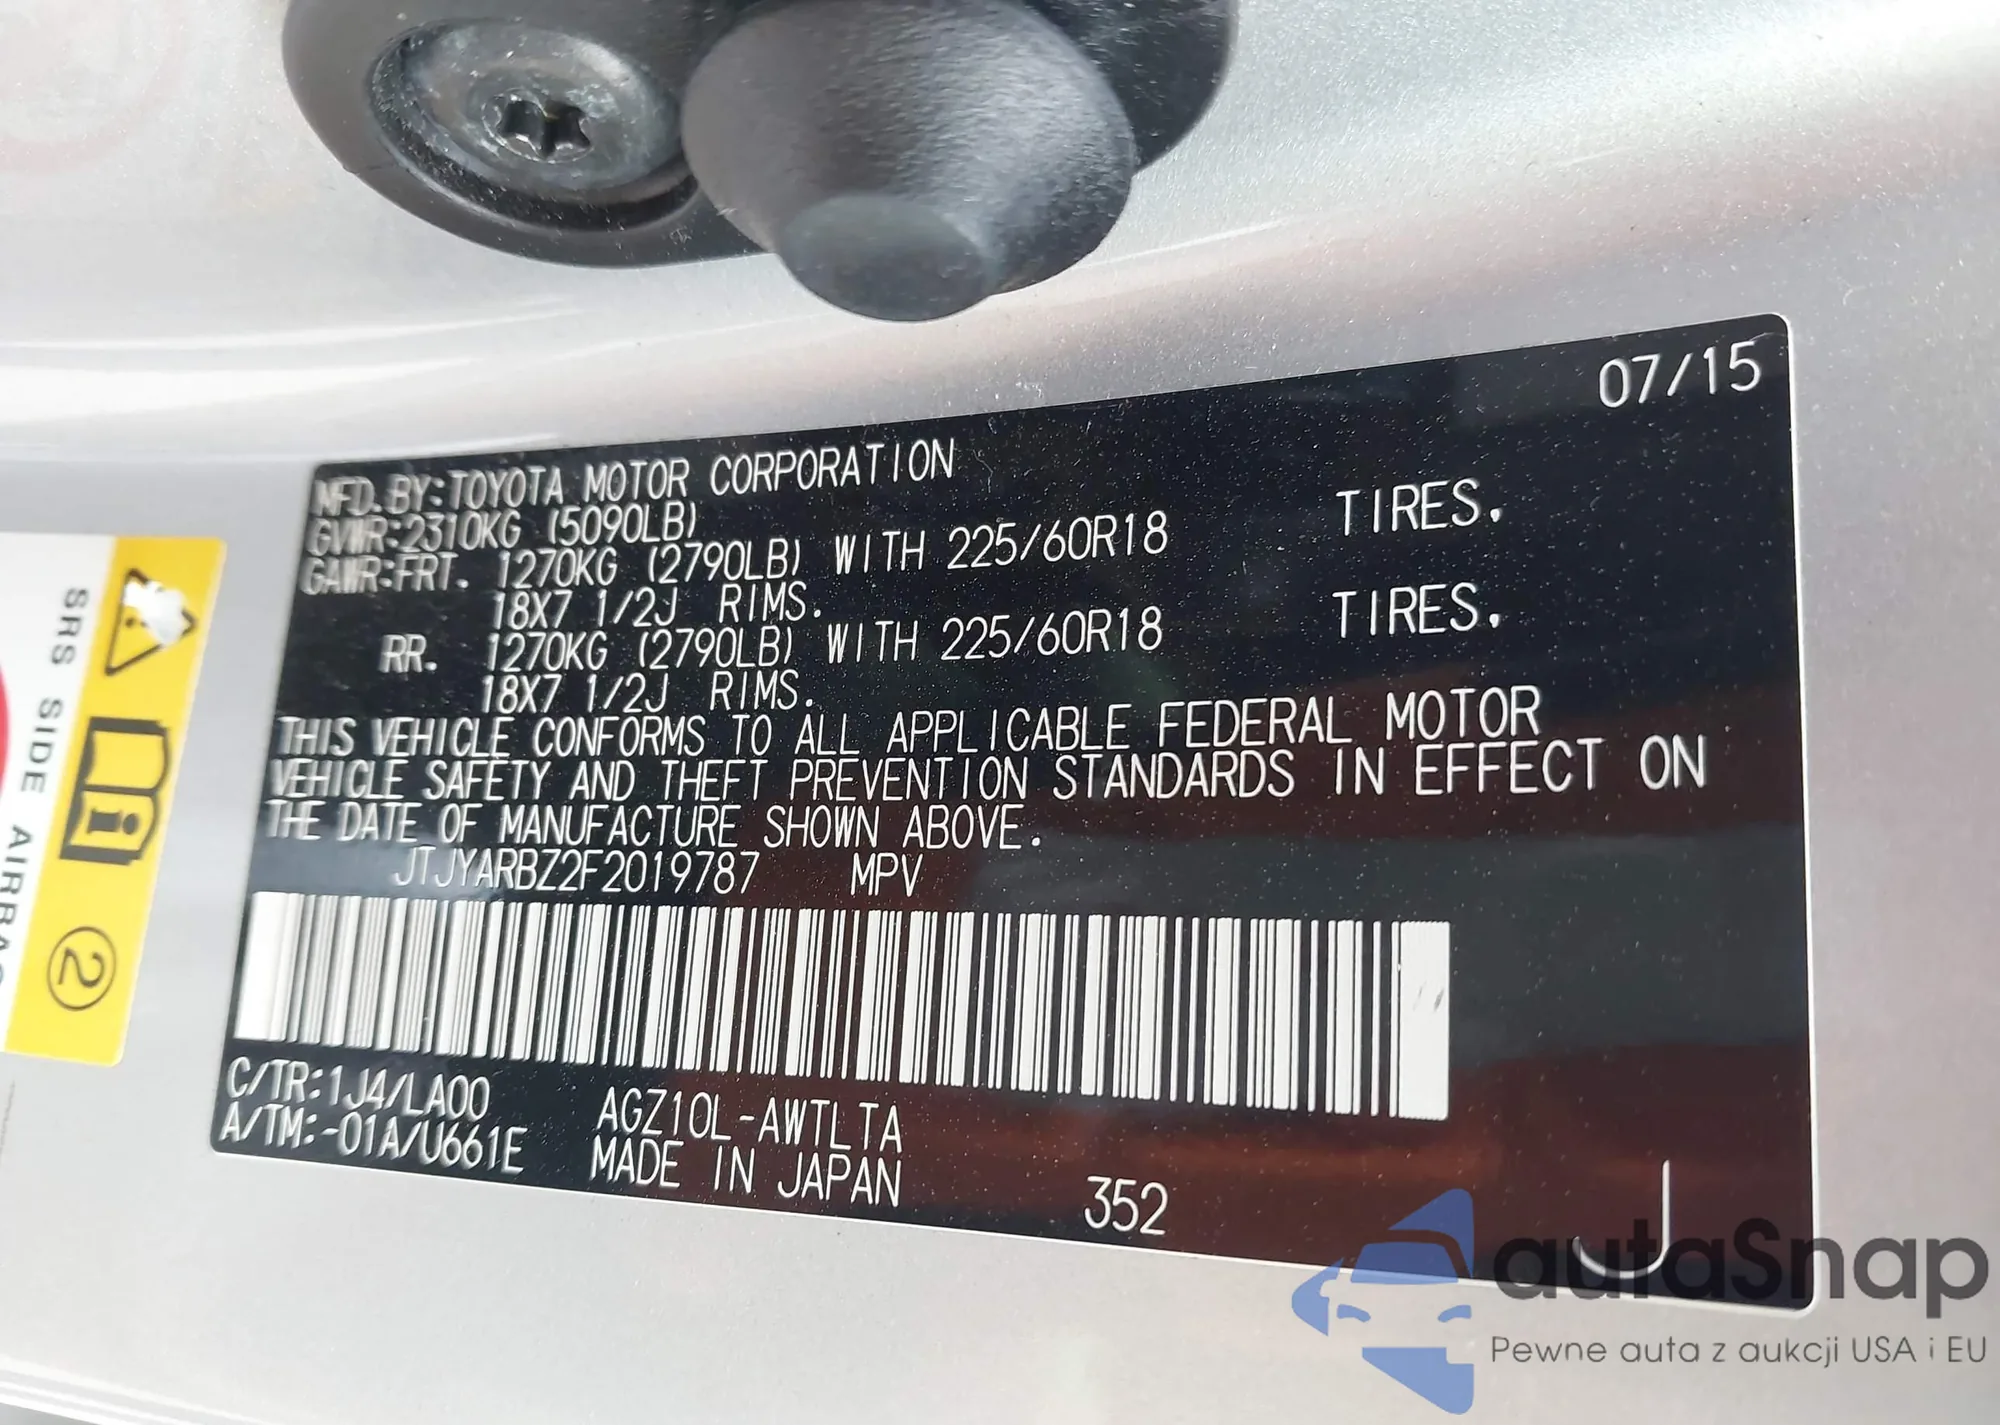 07/15
MFD.BY:TOYOTA MOTOR CORPORATION
GVWR:2310KG (5090LB)
GAWR:FRT. 1270KG (2790LB) WITH 225/60R18 TIRES.
18X7 1/2J RIMS.
RR. 1270KG (2790LB) WITH 225/60R18 TIRES.
18X7 1/2J RIMS.
THIS VEHICLE CONFORMS TO ALL APPLICABLE FEDERAL MOTOR
VEHICLE SAFETY AND THEFT PREVENTION STANDARDS IN EFFECT ON
THE DATE OF MANUFACTURE SHOWN ABOVE.
JTJYARBZ2F2019787 MPV
C/TR:1J4/LA00 AGZ10L-AWTLTA
A/TM:-01A/U661E MADE IN JAPAN 352
J
SRS SIDE AIRBAG
2
autaSnap
Pewne auta z aukcji USA i EU